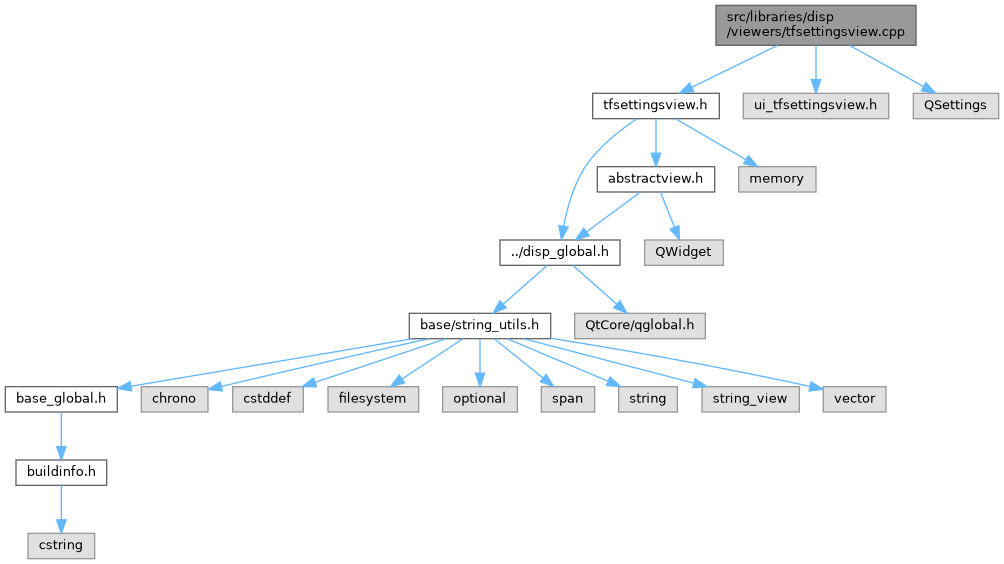 src/libraries/disp
/viewers/tfsettingsview.cpp
tfsettingsview.h
ui_tfsettingsview.h
QSettings
abstractview.h
memory
../disp_global.h
QWidget
base/string_utils.h
QtCore/qglobal.h
base_global.h
chrono
cstddef
filesystem
optional
span
string
string_view
vector
buildinfo.h
cstring